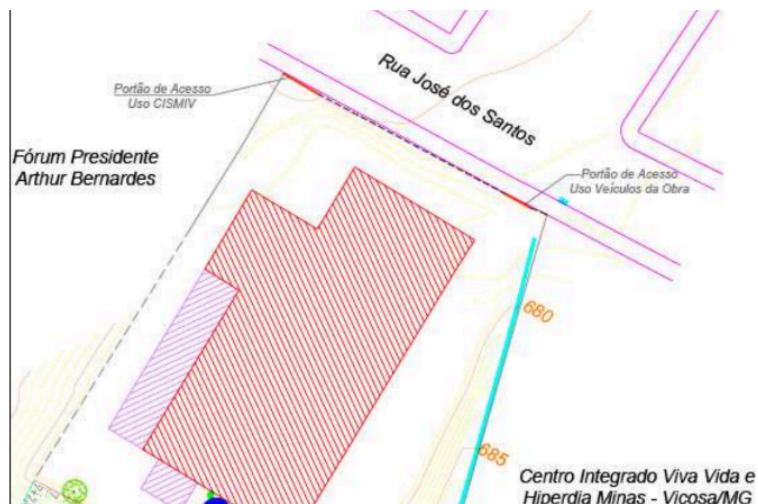 Rua José dos Santos
Portão de Acesso
Uso CISMIV
Fórum Presidente
Arthur Bernardes
Portão de Acesso
Uso Veículos da Obra
680
685
Centro Integrado Viva Vida e
Hiperdia Minas - Viçosa/MG